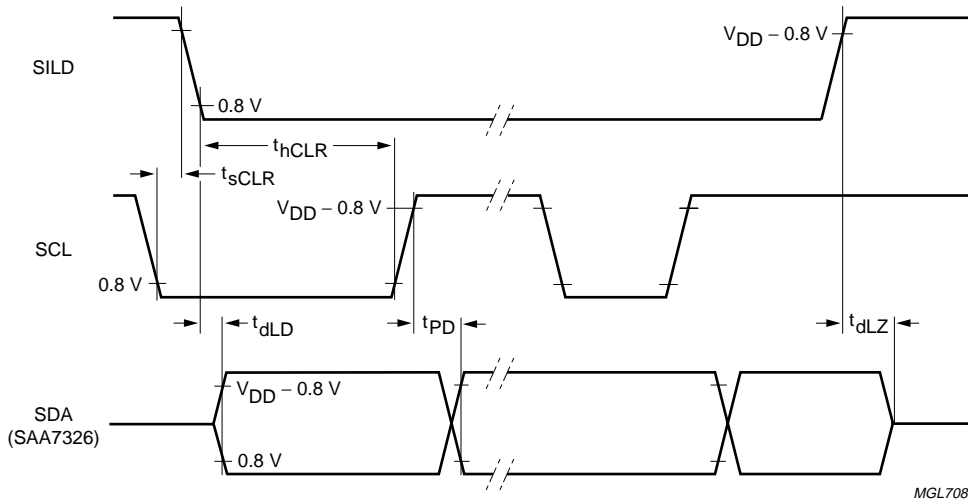 SILD
V_DD – 0.8 V
0.8 V
t_hCLR
t_sCLR
V_DD – 0.8 V
SCL
0.8 V
t_dLD
t_PD
t_dLZ
V_DD – 0.8 V
SDA
(SAA7326)
0.8 V
MGL708